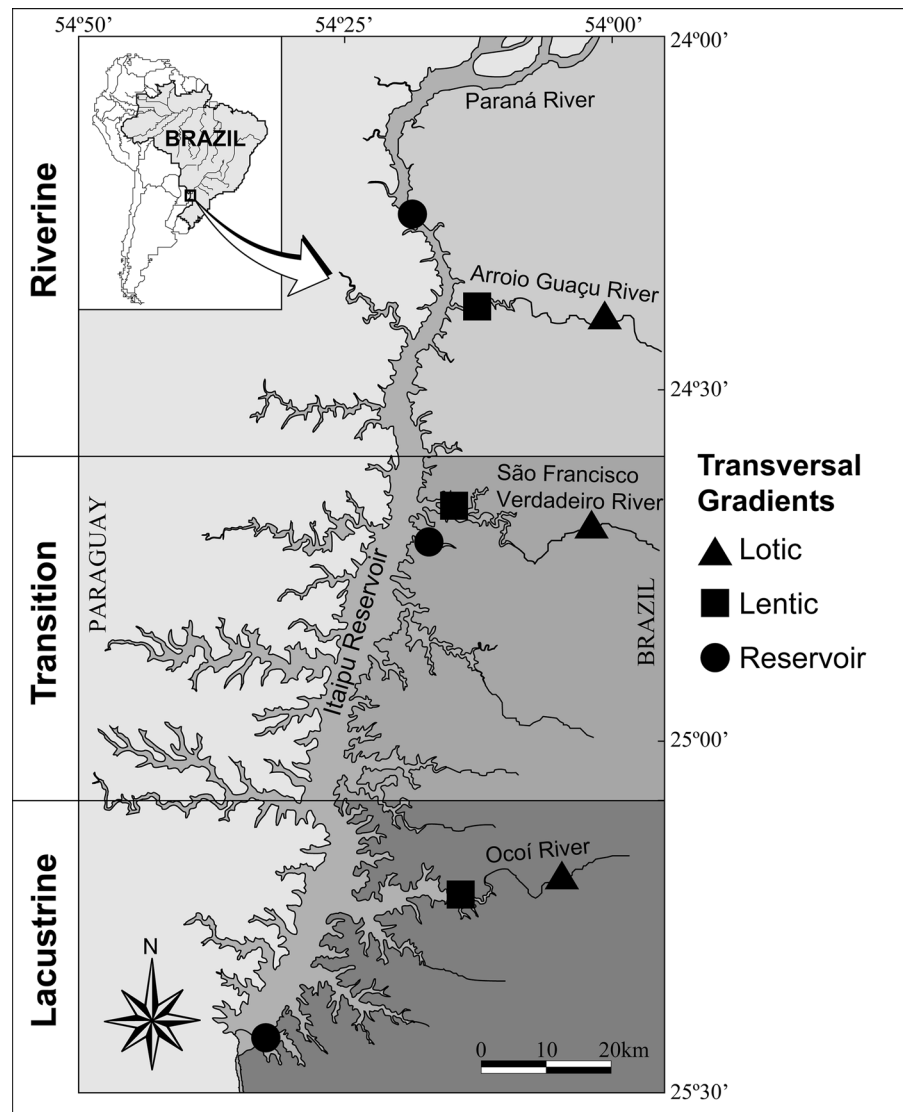 54°50’ 54°25’ 54°00’
24°00’
Paraná River
BRAZIL
Riverine
Arroio Guaçu River
24°30’
São Francisco
Verdadeiro River
Transversal
Gradients
Lotic
Lentic
Reservoir
PARAGUAY
Itaipu Reservoir
BRAZIL
Transition
25°00’
Ocoí River
Lacustrine
N
0 10 20km
25°30’